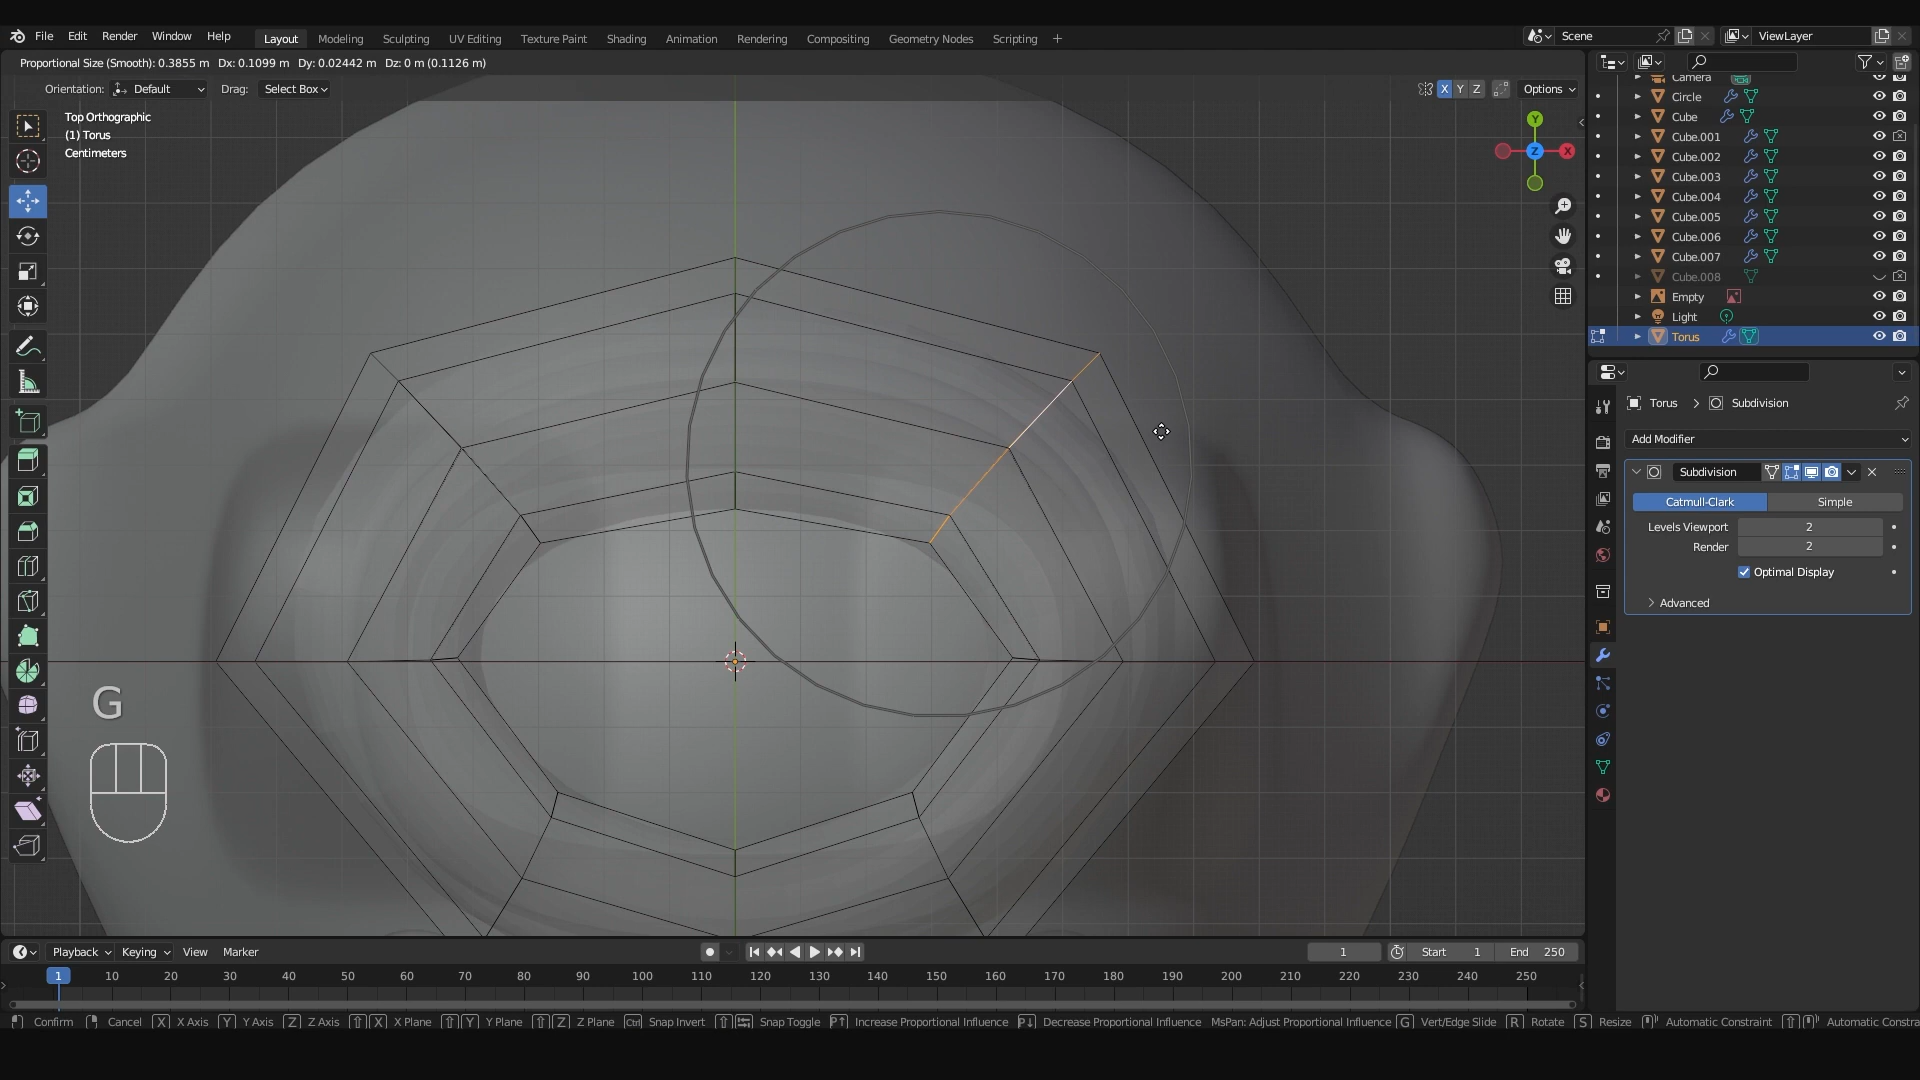 File Edit Render Window Help Layout Modeling Sculpting UV Editing Texture Paint Shading Animation Rendering Compositing Geometry Nodes Scripting + Scene ViewLayer
Proportional Size (Smooth): 0.3855 m Dx: 0.1099 m Dy: 0.02442 m Dz: 0 m (0.1126 m)
Orientation: Default Drag: Select Box X Y Z Options
Top Orthographic
(1) Torus
Centimeters
Y
Z X
Camera
Circle
Cube
Cube.001
Cube.002
Cube.003
Cube.004
Cube.005
Cube.006
Cube.007
Cube.008
Empty
Light
Torus
Torus > Subdivision
Add Modifier
Subdivision
Catmull-Clark Simple
Levels Viewport 2
Render 2
Optimal Display
Advanced
G
Playback Keying View Marker 1 Start 1 End 250
1 10 20 30 40 50 60 70 80 90 100 110 120 130 140 150 160 170 180 190 200 210 220 230 240 250
Confirm Cancel X X Axis Y Y Axis Z Z Axis X X Plane Y Y Plane Z Z Plane Ctrl Snap Invert Snap Toggle P↑ Increase Proportional Influence P↓ Decrease Proportional Influence MsPan: Adjust Proportional Influence G Vert/Edge Slide R Rotate S Resize Automatic Constraint Automatic Constra